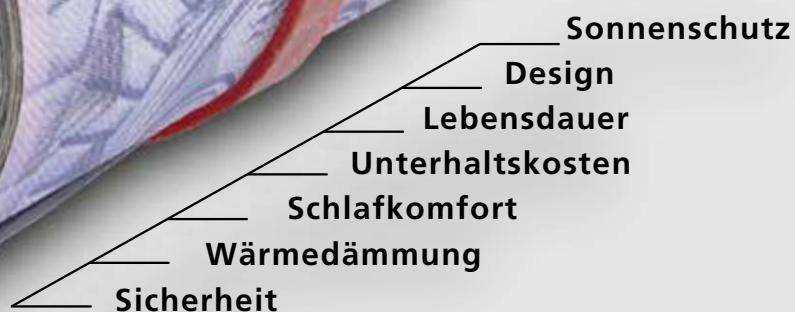 Sonnenschutz
Design
Lebensdauer
Unterhaltskosten
Schlafkomfort
Wärmedämmung
Sicherheit